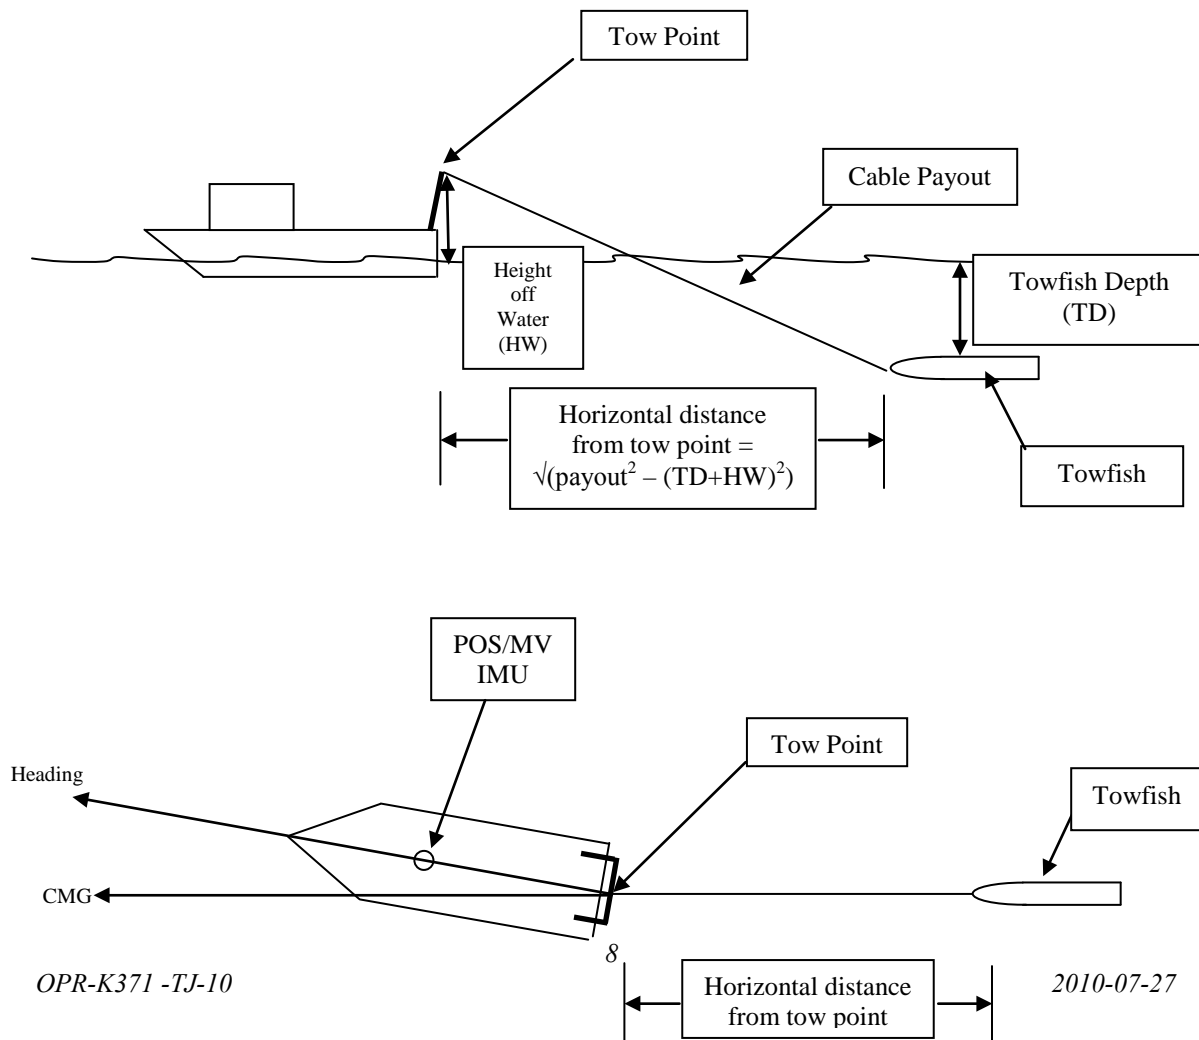 Tow Point
Cable Payout
Height
off
Water
(HW)
Towfish Depth
(TD)
Horizontal distance
from tow point =
√(payout² – (TD+HW)²)
Towfish
POS/MV
IMU
Tow Point
Heading
Towfish
CMG
8
OPR-K371 -TJ-10
2010-07-27
Horizontal distance
from tow point